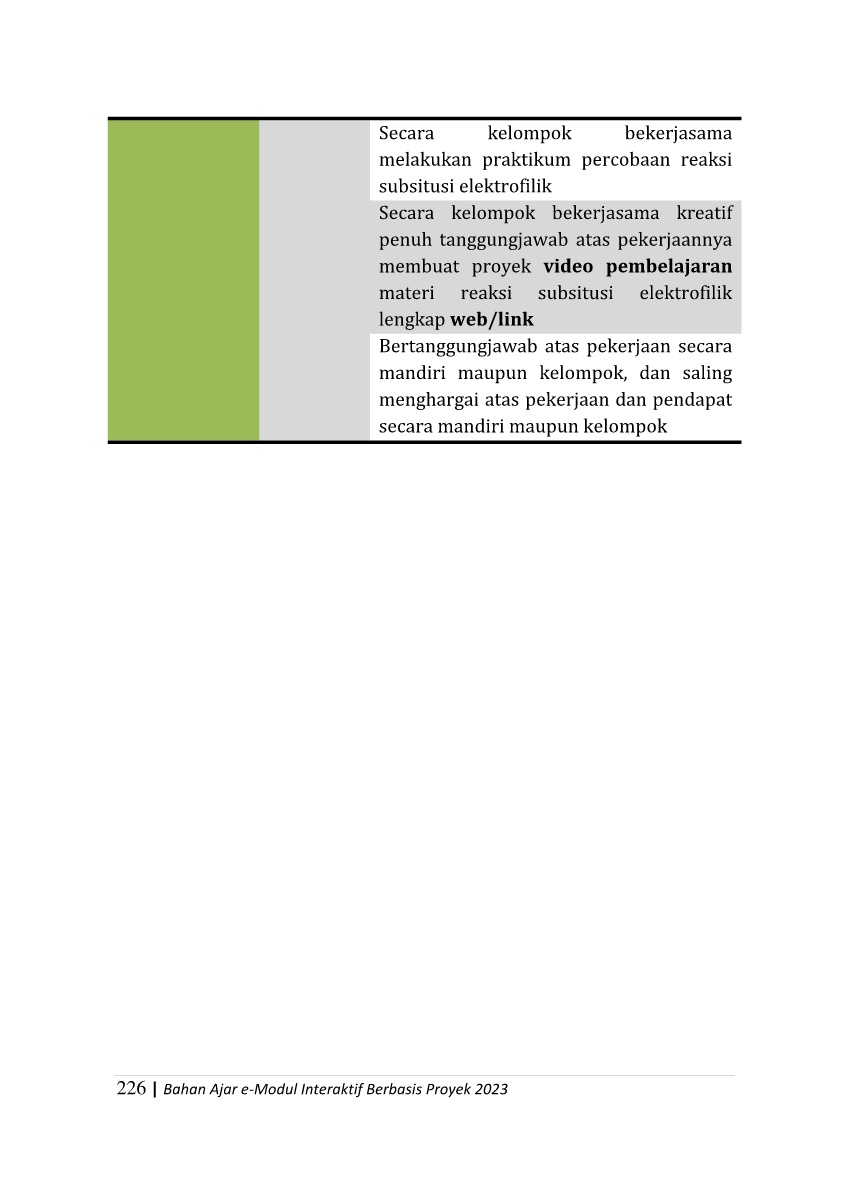 Secara kelompok bekerjasama
melakukan praktikum percobaan reaksi
subsitusi elektrofilik
Secara kelompok bekerjasama kreatif
penuh tanggungjawab atas pekerjaannya
membuat proyek video pembelajaran
materi reaksi subsitusi elektrofilik
lengkap web/link
Bertanggungjawab atas pekerjaan secara
mandiri maupun kelompok, dan saling
menghargai atas pekerjaan dan pendapat
secara mandiri maupun kelompok
226 | Bahan Ajar e-Modul Interaktif Berbasis Proyek 2023